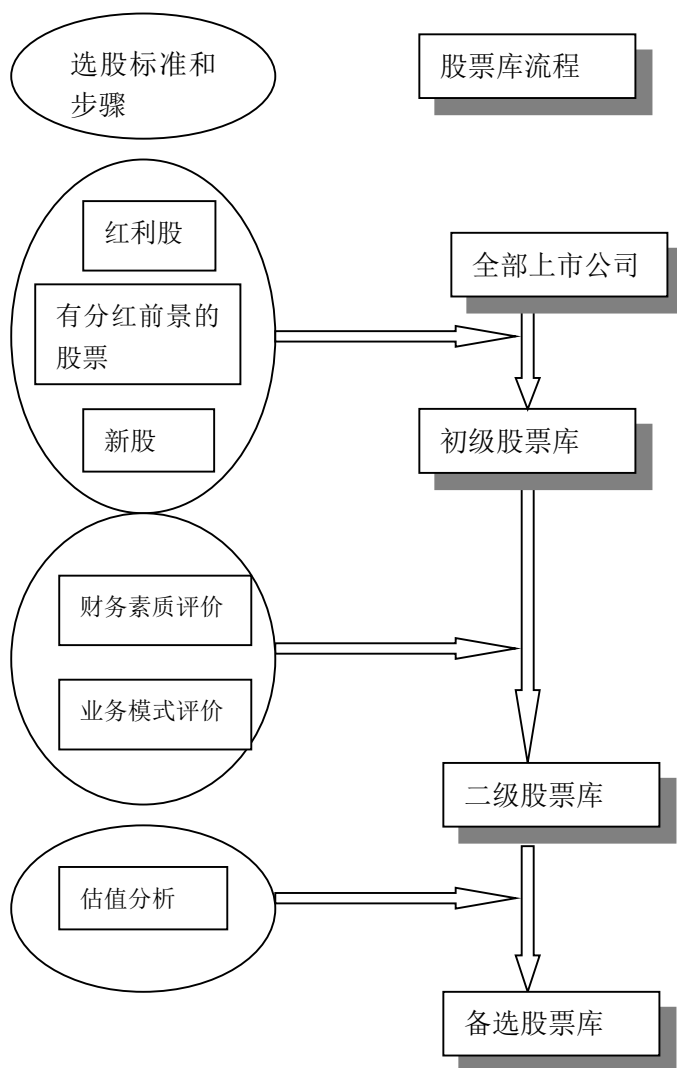 选股标准和
步骤
股票库流程
红利股
有分红前景的
股票
新股
全部上市公司
初级股票库
财务素质评价
业务模式评价
二级股票库
估值分析
备选股票库